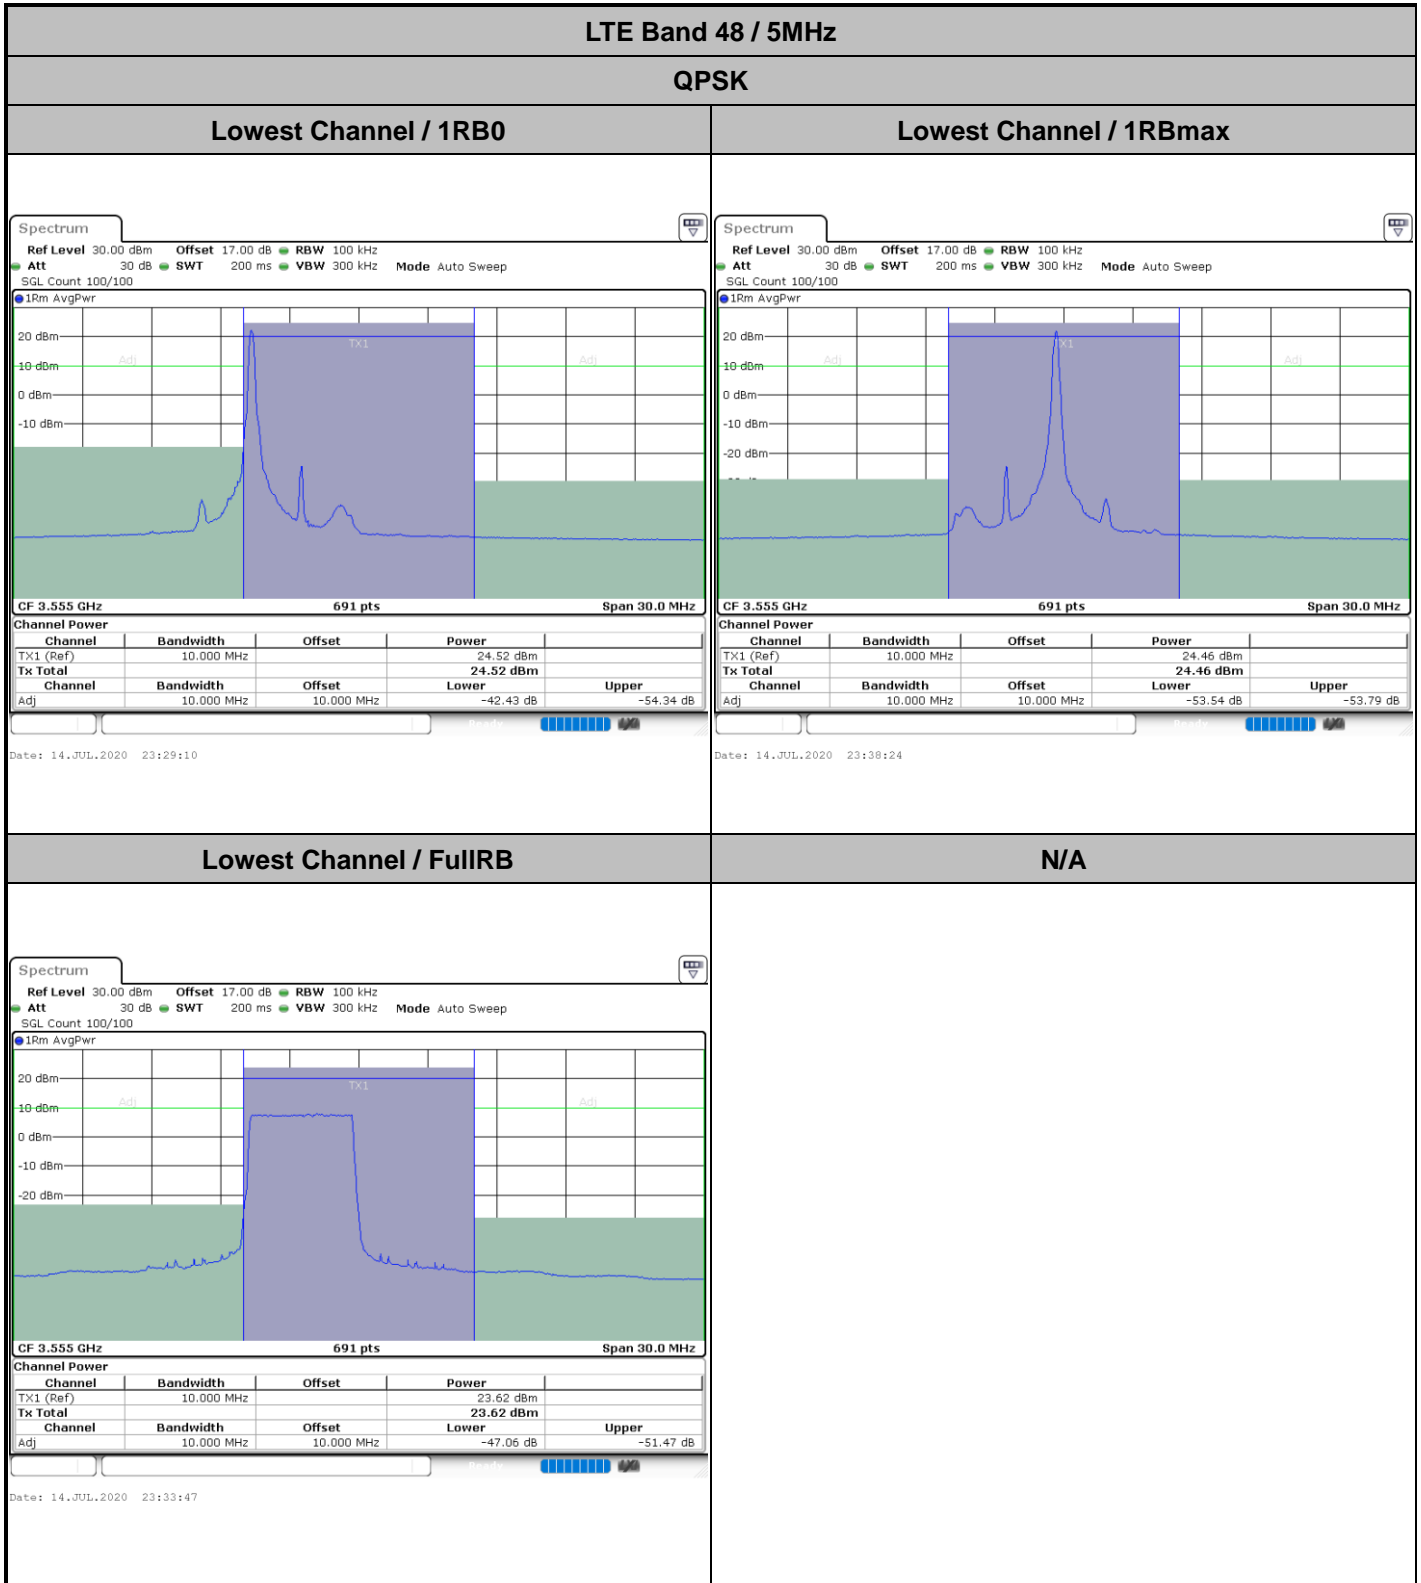 LTE Band 48 / 5MHz
QPSK
Lowest Channel / 1RB0
Lowest Channel / 1RBmax
Spectrum
Ref Level 30.00 dBm Offset 17.00 dB RBW 100 kHz
Att 30 dB SWT 200 ms VBW 300 kHz Mode Auto Sweep
SGL Count 100/100
1Rm AvgPwr
TX1
Adj
Adj
20 dBm
10 dBm
0 dBm
-10 dBm
CF 3.555 GHz 691 pts Span 30.0 MHz
Channel Power
Channel Bandwidth Offset Power
TX1 (Ref) 10.000 MHz 24.52 dBm
Tx Total 24.52 dBm
Channel Bandwidth Offset Lower Upper
Adj 10.000 MHz 10.000 MHz -42.43 dB -54.34 dB
Date: 14.JUL.2020 23:29:10
Spectrum
Ref Level 30.00 dBm Offset 17.00 dB RBW 100 kHz
Att 30 dB SWT 200 ms VBW 300 kHz Mode Auto Sweep
SGL Count 100/100
1Rm AvgPwr
TX1
Adj
Adj
20 dBm
10 dBm
0 dBm
-10 dBm
-20 dBm
CF 3.555 GHz 691 pts Span 30.0 MHz
Channel Power
Channel Bandwidth Offset Power
TX1 (Ref) 10.000 MHz 24.46 dBm
Tx Total 24.46 dBm
Channel Bandwidth Offset Lower Upper
Adj 10.000 MHz 10.000 MHz -53.54 dB -53.79 dB
Ready
Date: 14.JUL.2020 23:38:24
Lowest Channel / FullRB
N/A
Spectrum
Ref Level 30.00 dBm Offset 17.00 dB RBW 100 kHz
Att 30 dB SWT 200 ms VBW 300 kHz Mode Auto Sweep
SGL Count 100/100
1Rm AvgPwr
TX1
Adj
Adj
20 dBm
10 dBm
0 dBm
-10 dBm
-20 dBm
CF 3.555 GHz 691 pts Span 30.0 MHz
Channel Power
Channel Bandwidth Offset Power
TX1 (Ref) 10.000 MHz 23.62 dBm
Tx Total 23.62 dBm
Channel Bandwidth Offset Lower Upper
Adj 10.000 MHz 10.000 MHz -47.06 dB -51.47 dB
Ready
Date: 14.JUL.2020 23:33:47